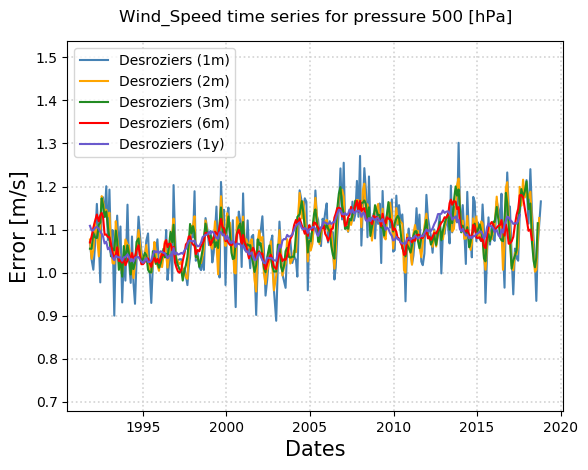 Wind_Speed time series for pressure 500 [hPa]
1.5
1.4
1.3
1.2
1.1
1.0
0.9
0.8
0.7
Error [m/s]
Desroziers (1m)
Desroziers (2m)
Desroziers (3m)
Desroziers (6m)
Desroziers (1y)
1995
2000
2005
2010
2015
2020
Dates